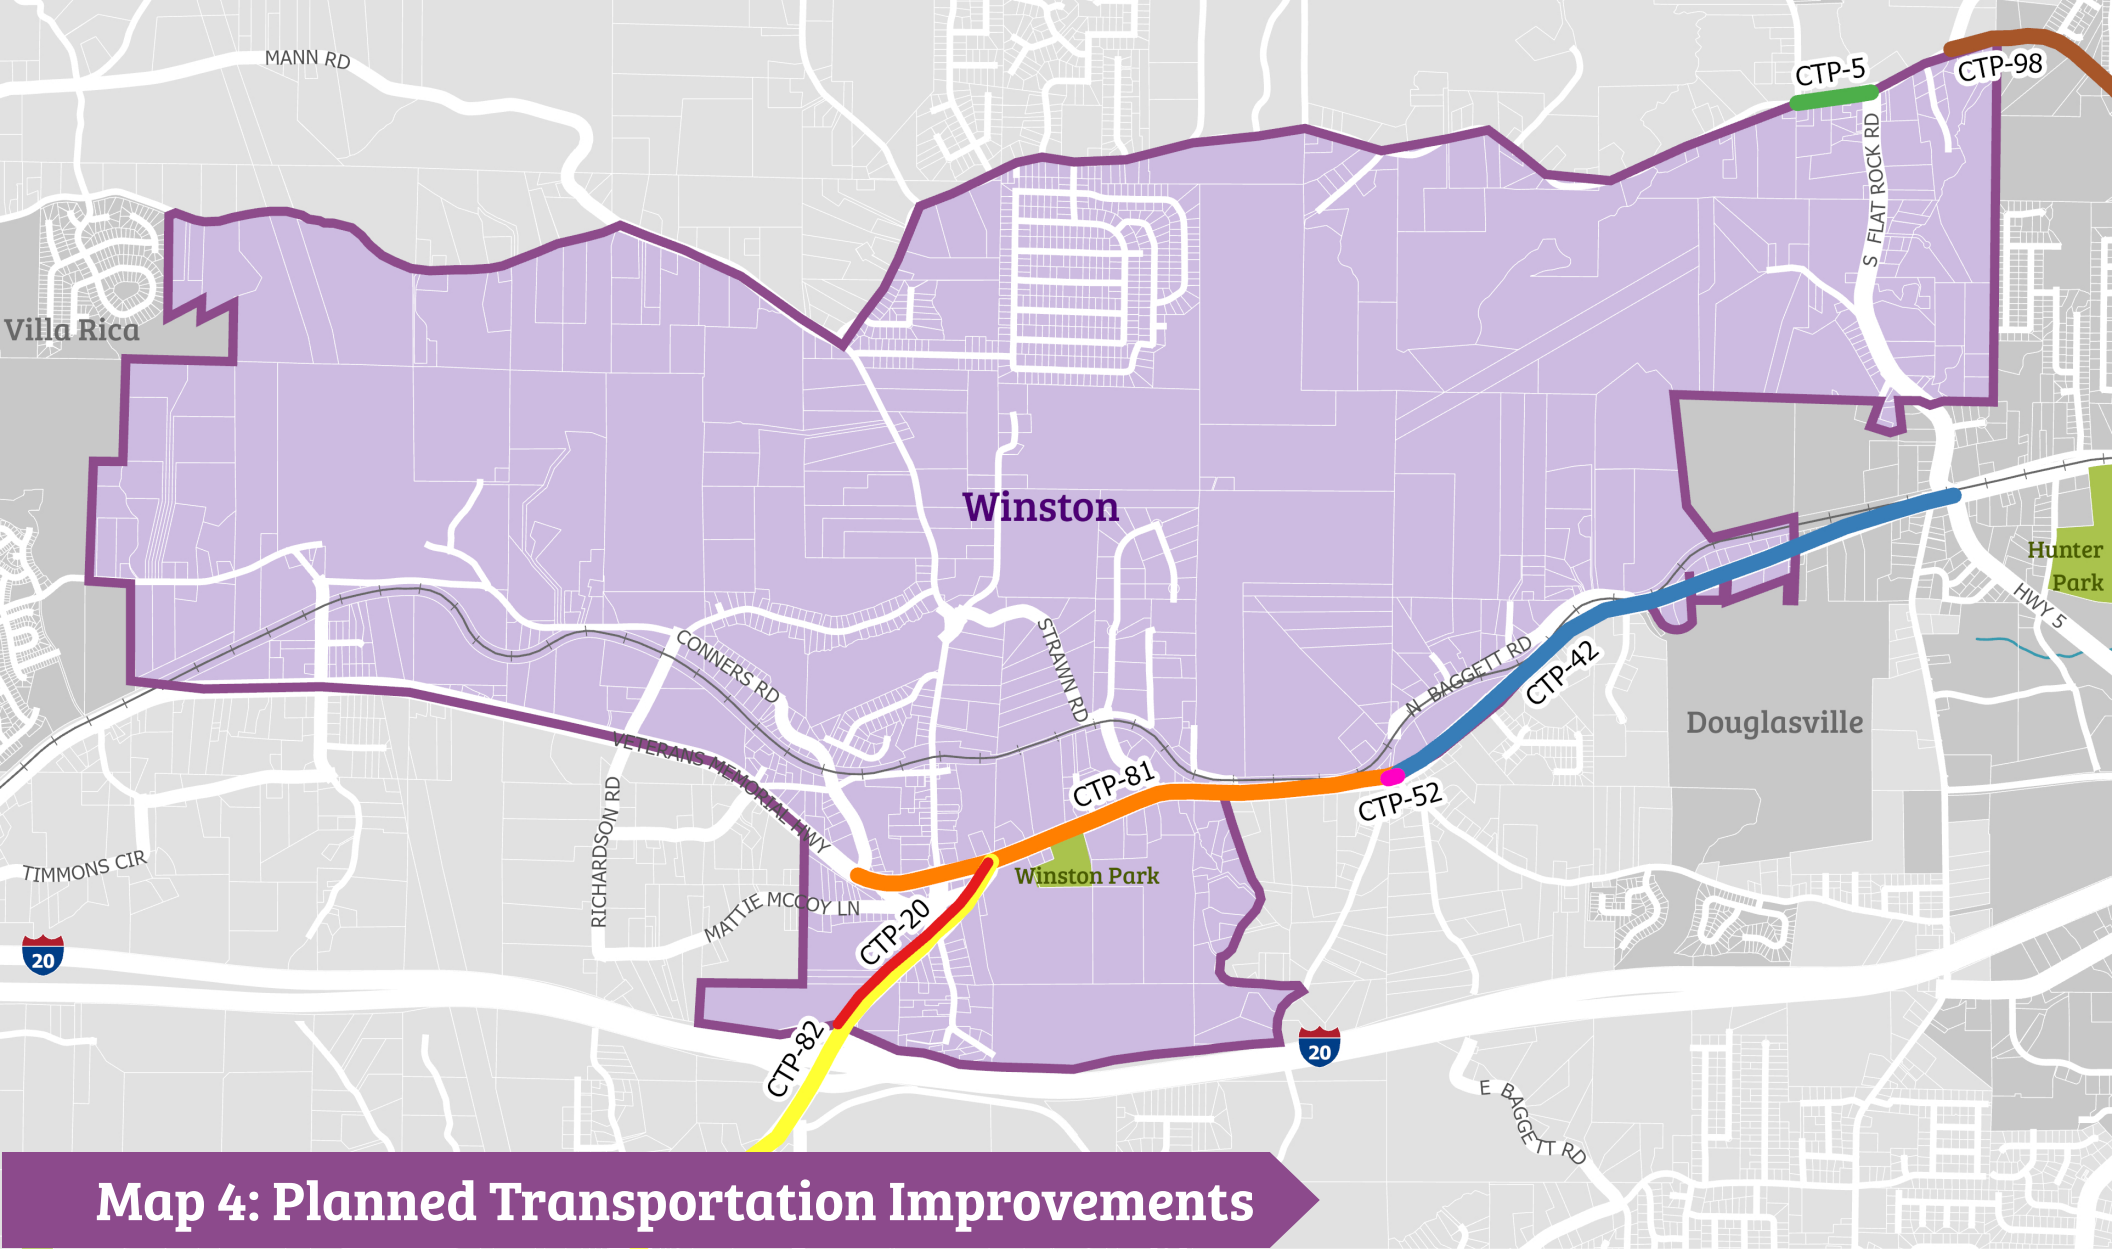 MANN RD
CTP-5
CTP-98
S FLAT ROCK RD
Villa Rica
Winston
Hunter
Park
HWY 5
CONNERS RD
STRAWN RD
N BAGGETT RD
CTP-42
Douglasville
VETERANS MEMORIAL HWY
CTP-81
CTP-52
RICHARDSON RD
TIMMONS CIR
Winston Park
MATTIE MCCOY LN
CTP-20
20
CTP-82
20
E BAGGETT RD
Map 4: Planned Transportation Improvements